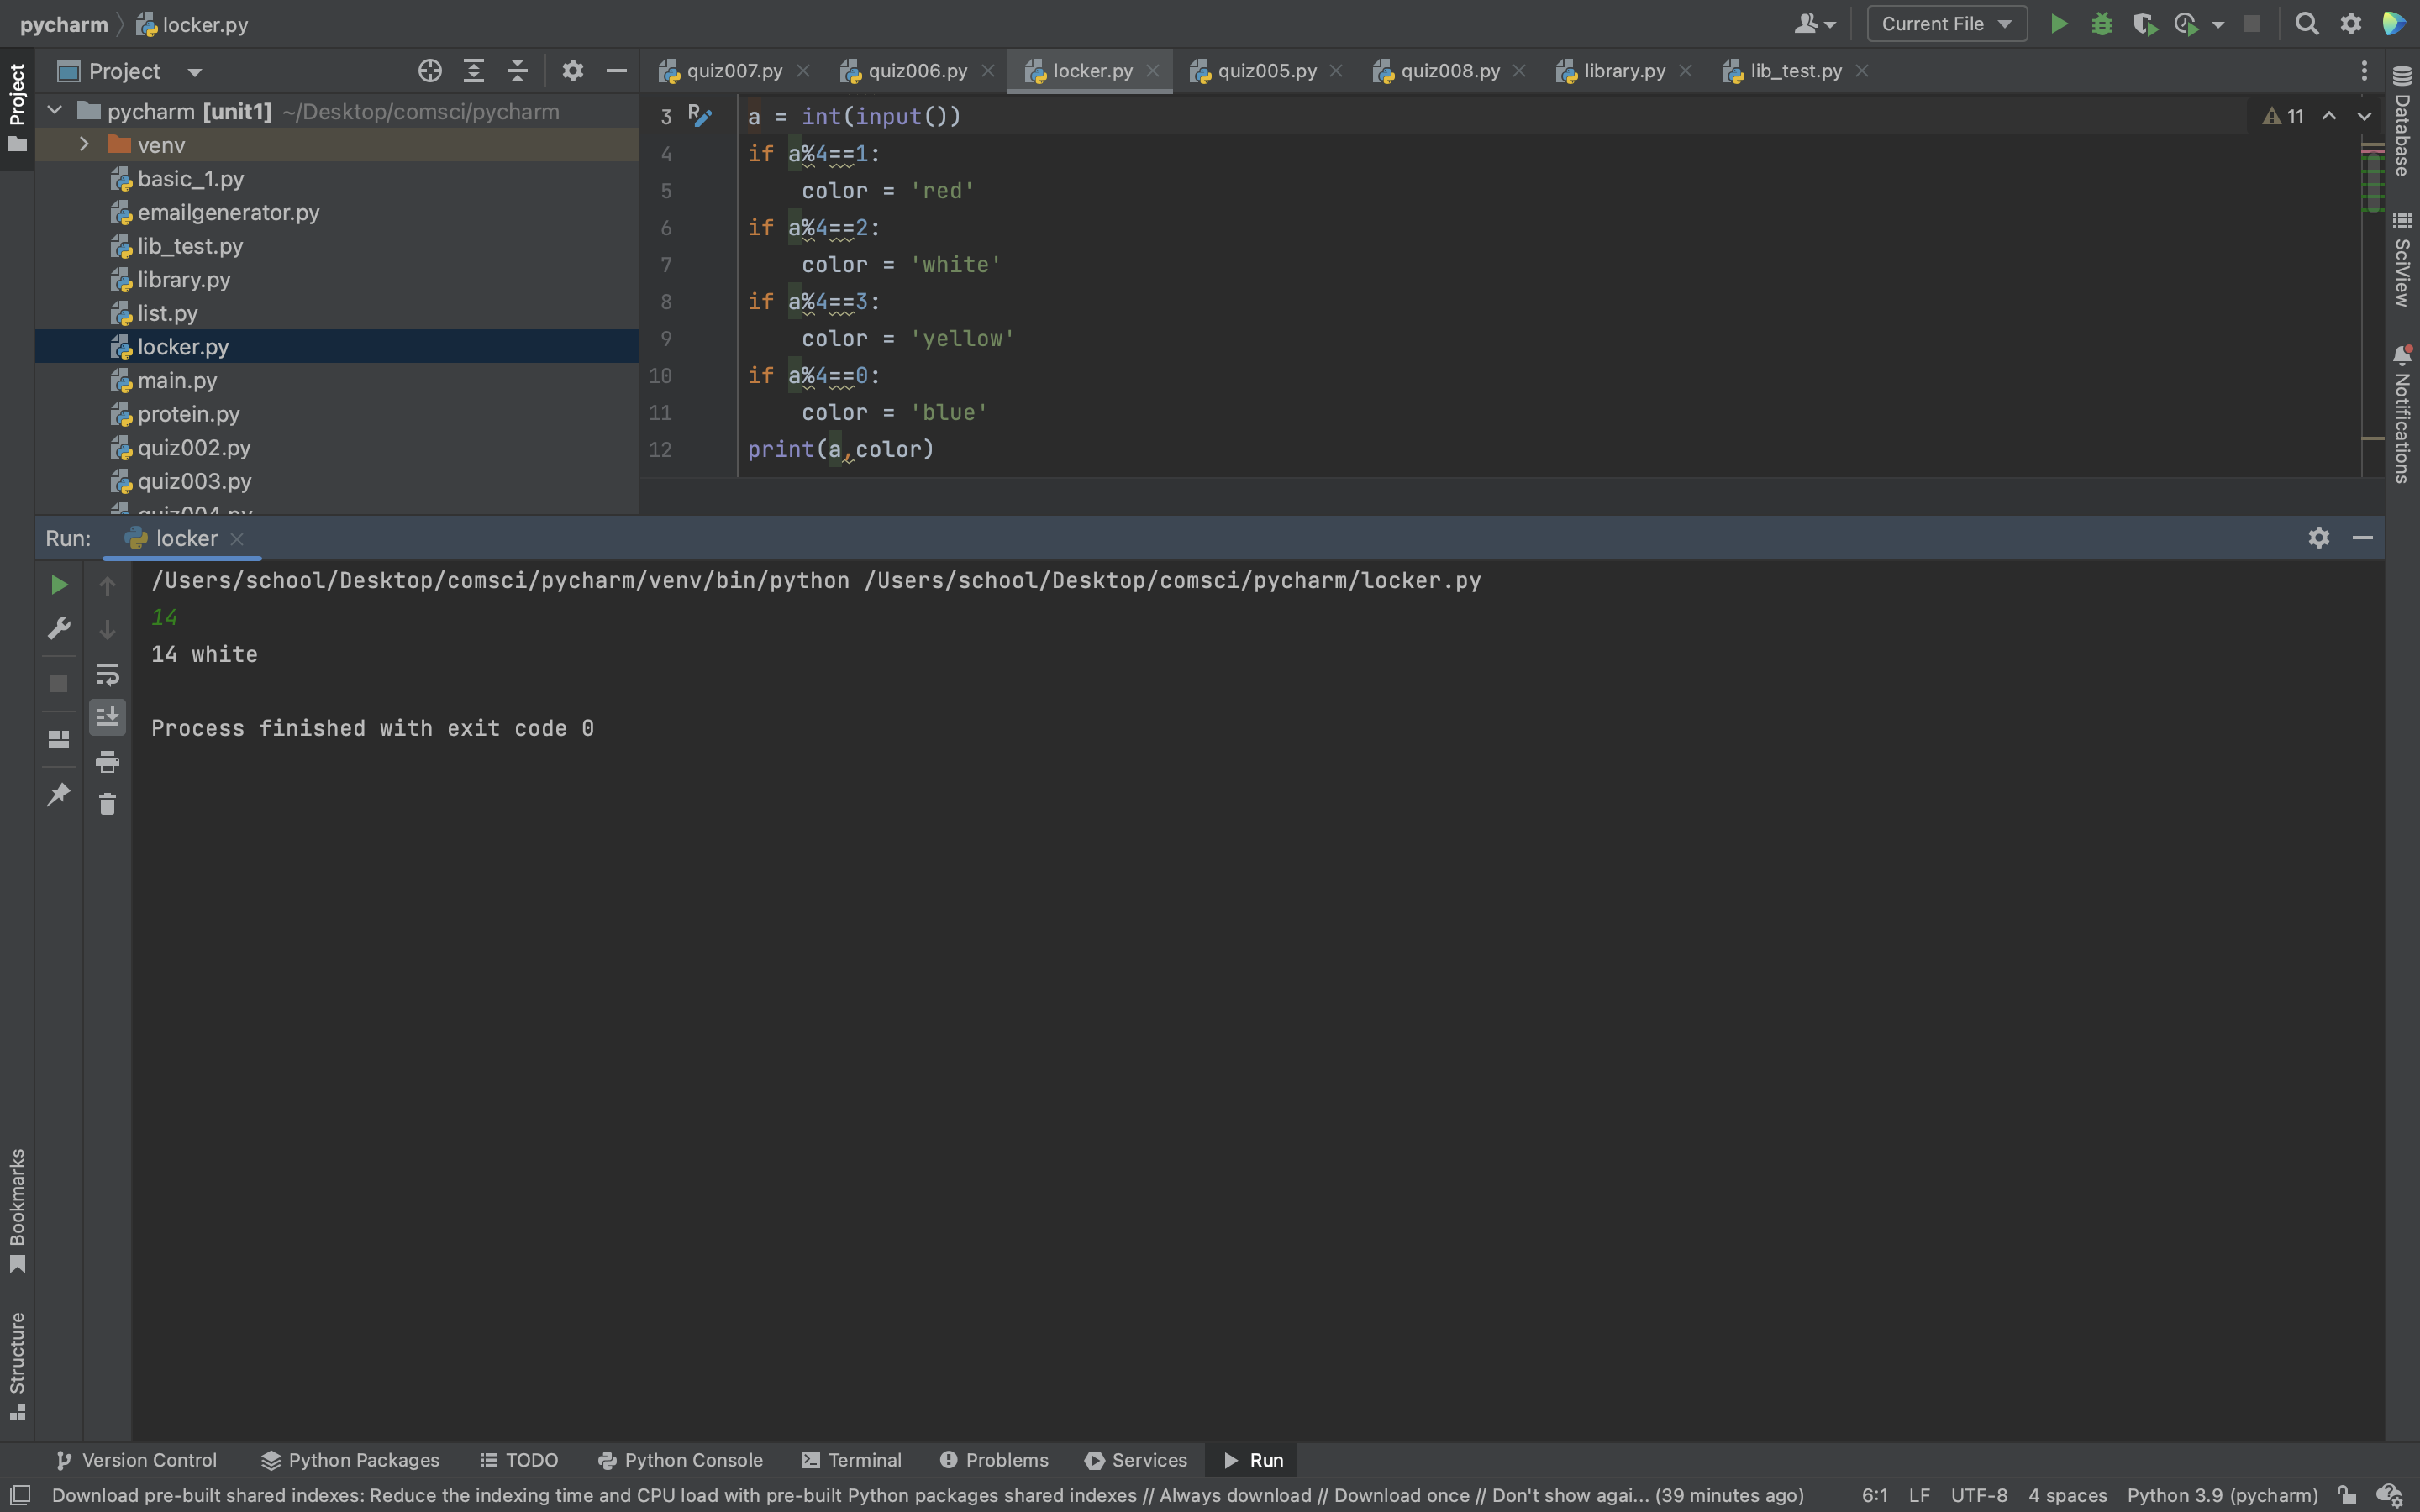 pycharm locker.py
Current File
Project
quiz007.py quiz006.py locker.py quiz005.py quiz008.py library.py lib_test.py
Project
Database
SciView
Notifications
pycharm [unit1] ~/Desktop/comsci/pycharm
venv
basic_1.py
emailgenerator.py
lib_test.py
library.py
list.py
locker.py
main.py
protein.py
quiz002.py
quiz003.py
quiz004.py
11
3 a = int(input())
4 if a%4==1:
5 color = 'red'
6 if a%4==2:
7 color = 'white'
8 if a%4==3:
9 color = 'yellow'
10 if a%4==0:
11 color = 'blue'
12 print(a,color)
Run: locker
/Users/school/Desktop/comsci/pycharm/venv/bin/python /Users/school/Desktop/comsci/pycharm/locker.py
14
14 white
Process finished with exit code 0
Bookmarks
Structure
Version Control Python Packages TODO Python Console Terminal Problems Services Run
Download pre-built shared indexes: Reduce the indexing time and CPU load with pre-built Python packages shared indexes // Always download // Download once // Don't show agai... (39 minutes ago) 6:1 LF UTF-8 4 spaces Python 3.9 (pycharm)